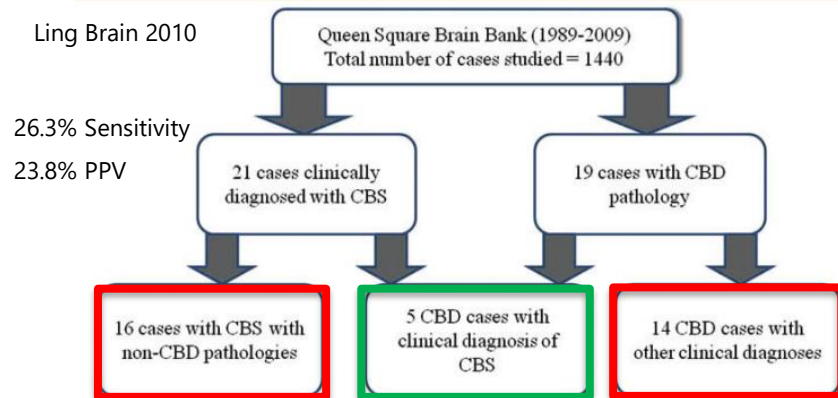 Ling Brain 2010
Queen Square Brain Bank (1989-2009)
Total number of cases studied = 1440
26.3% Sensitivity
23.8% PPV
21 cases clinically
diagnosed with CBS
19 cases with CBD
pathology
16 cases with CBS with
non-CBD pathologies
5 CBD cases with
clinical diagnosis of
CBS
14 CBD cases with
other clinical diagnoses